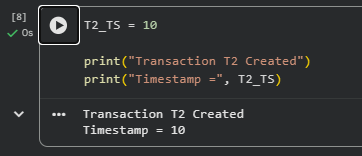 [8]
0s
T2_TS = 10
print("Transaction T2 Created")
print("Timestamp =", T2_TS)
Transaction T2 Created
Timestamp = 10